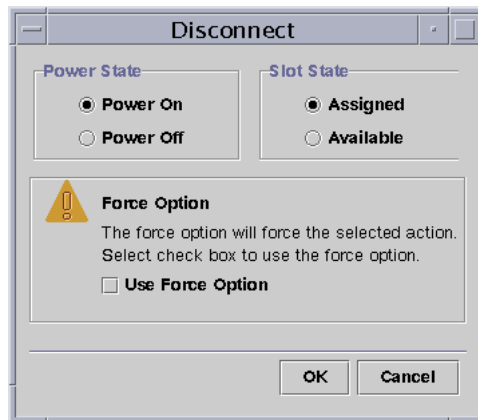 Disconnect
Power State
Power On
Power Off
Slot State
Assigned
Available
Force Option
The force option will force the selected action.
Select check box to use the force option.
Use Force Option
OK
Cancel